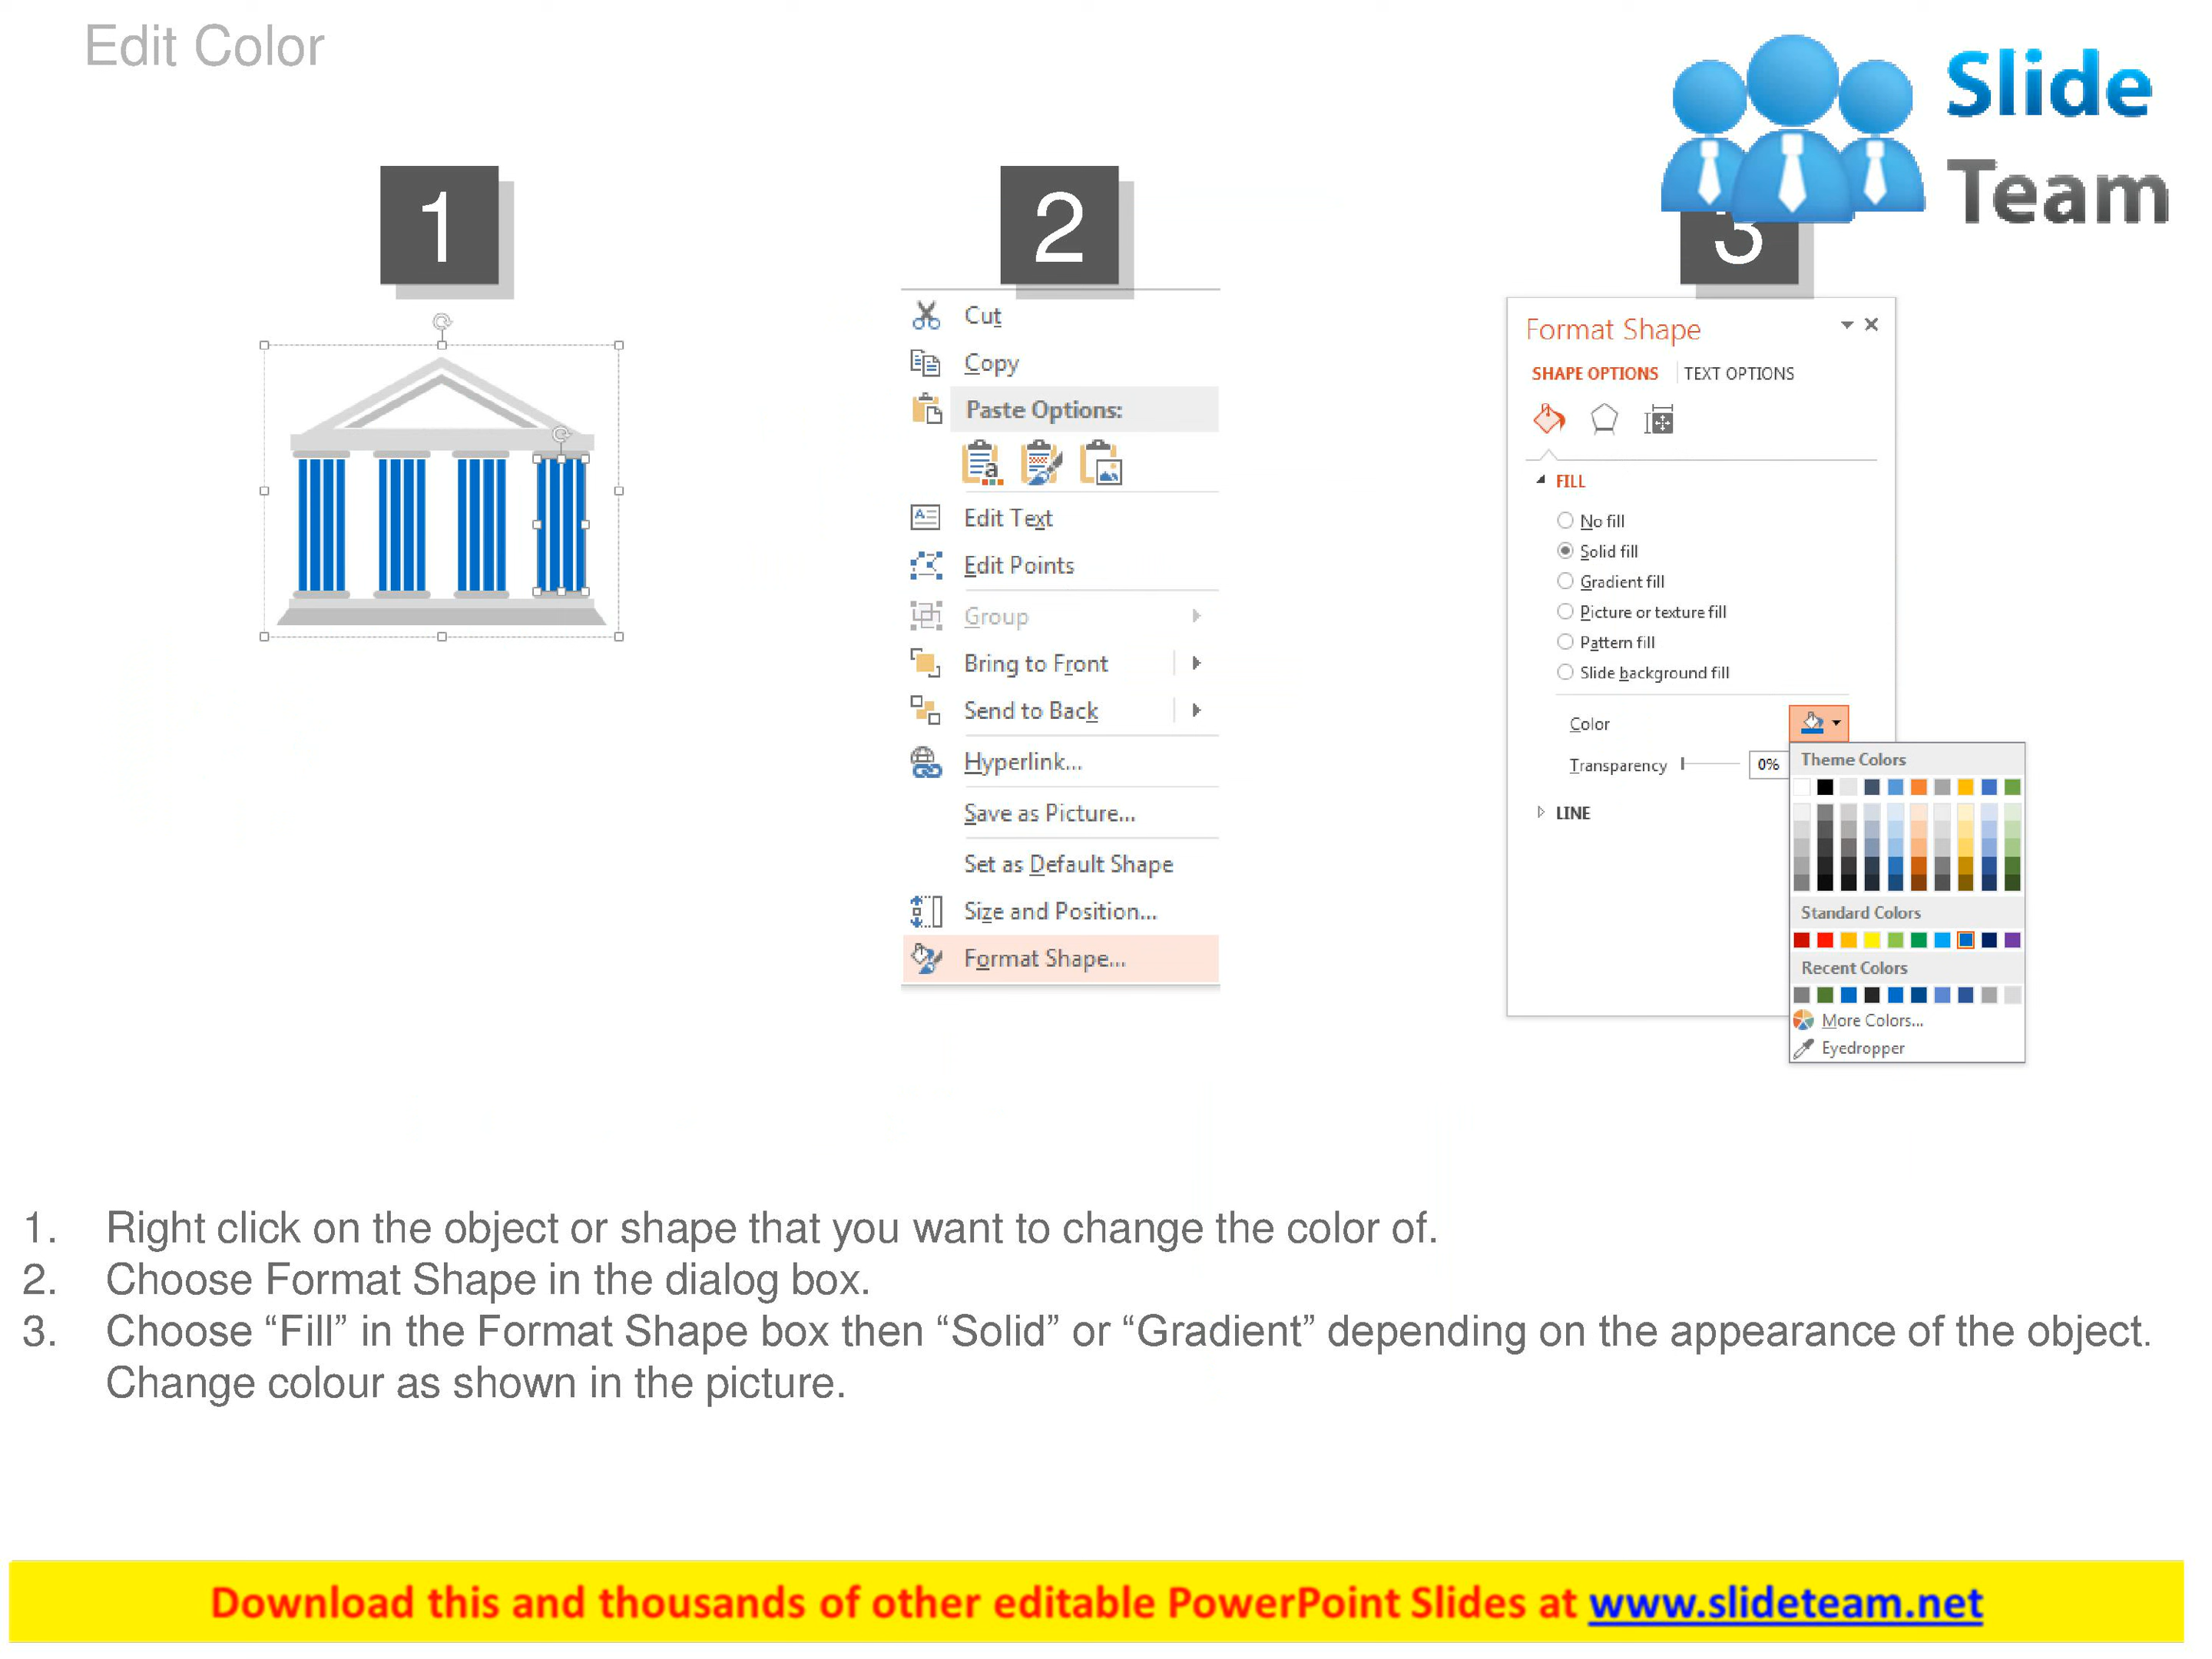 Edit Color
Slide
Team
1
2
3
Cut
Copy
Paste Options:
Edit Text
Edit Points
Group
Bring to Front
Send to Back
Hyperlink...
Save as Picture...
Set as Default Shape
Size and Position...
Format Shape...
Format Shape
SHAPE OPTIONS
TEXT OPTIONS
FILL
No fill
Solid fill
Gradient fill
Picture or texture fill
Pattern fill
Slide background fill
Color
Transparency
0%
LINE
Theme Colors
Standard Colors
Recent Colors
More Colors...
Eyedropper
1. Right click on the object or shape that you want to change the color of.
2. Choose Format Shape in the dialog box.
3. Choose “Fill” in the Format Shape box then “Solid” or “Gradient” depending on the appearance of the object.
Change colour as shown in the picture.
Download this and thousands of other editable PowerPoint Slides at www.slideteam.net